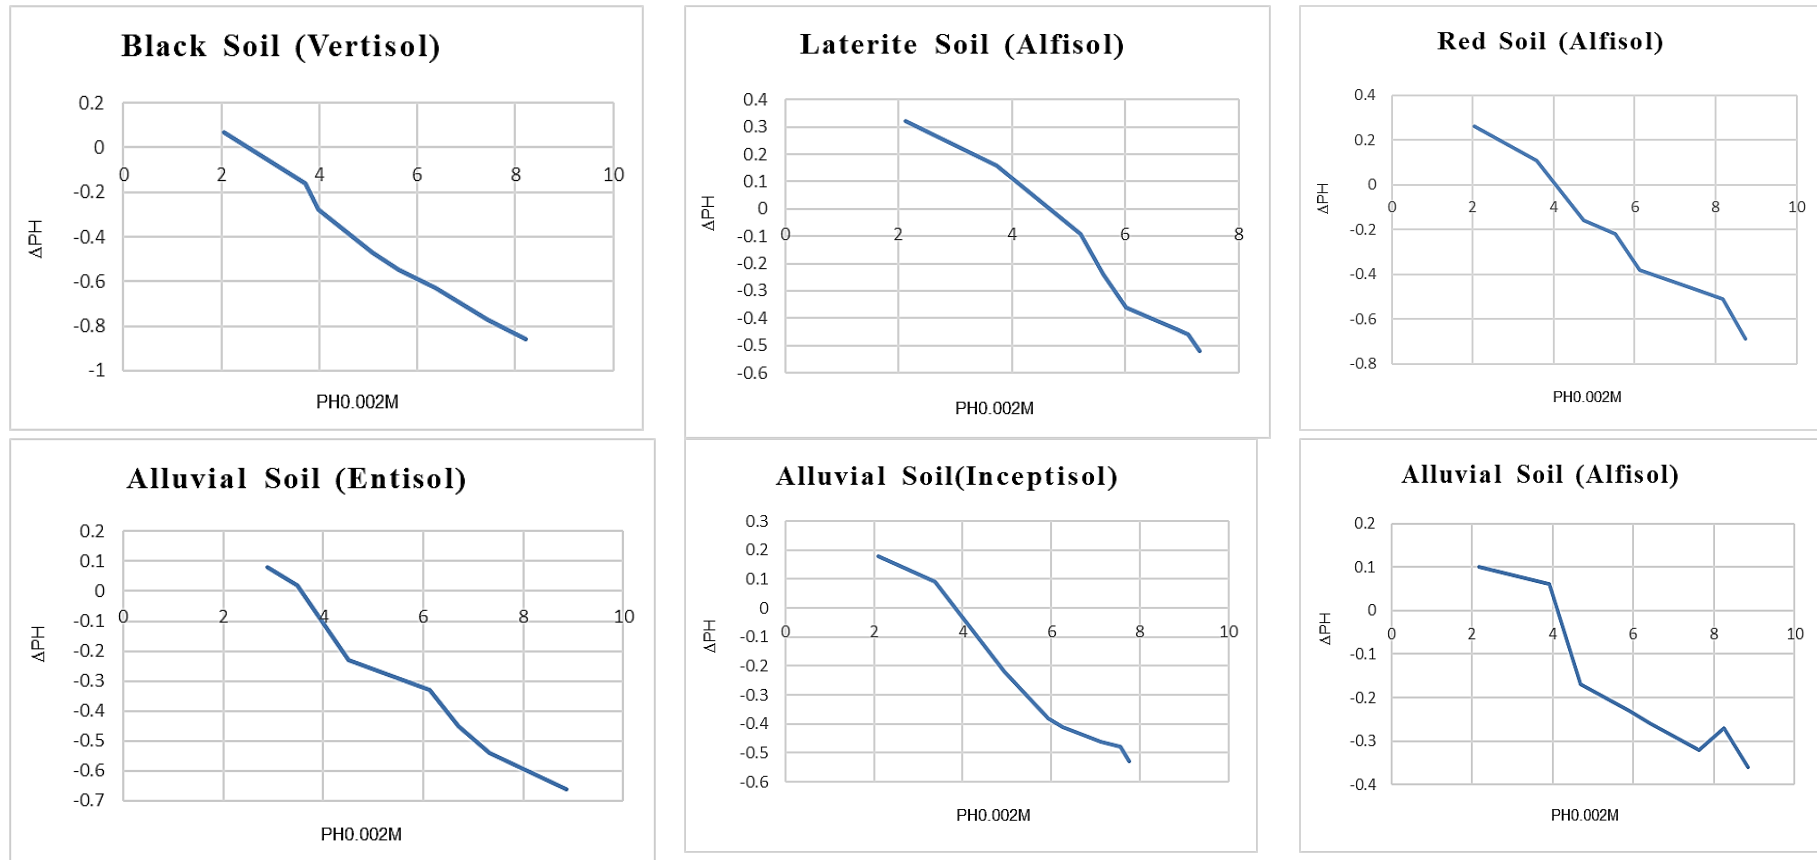 Black Soil (Vertisol)
0.2
0
-0.2
-0.4
-0.6
-0.8
-1
0 2 4 6 8 10
ΔPH
PH0.002M
Laterite Soil (Alfisol)
0.4
0.3
0.2
0.1
0
-0.1
-0.2
-0.3
-0.4
-0.5
-0.6
0 2 4 6 8
ΔPH
PH0.002M
Red Soil (Alfisol)
0.4
0.2
0
-0.2
-0.4
-0.6
-0.8
0 2 4 6 8 10
ΔPH
PH0.002M
Alluvial Soil (Entisol)
0.2
0.1
0
-0.1
-0.2
-0.3
-0.4
-0.5
-0.6
-0.7
0 2 4 6 8 10
ΔPH
PH0.002M
Alluvial Soil(Inceptisol)
0.3
0.2
0.1
0
-0.1
-0.2
-0.3
-0.4
-0.5
-0.6
0 2 4 6 8 10
ΔPH
PH0.002M
Alluvial Soil (Alfisol)
0.2
0.1
0
-0.1
-0.2
-0.3
-0.4
0 2 4 6 8 10
ΔPH
PH0.002M